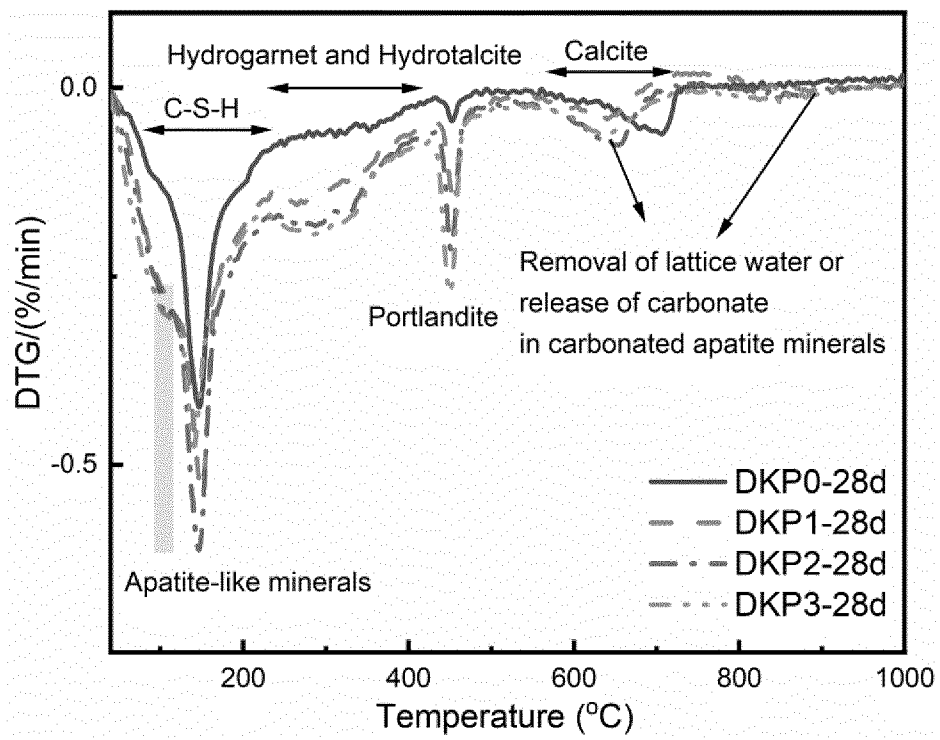 Hydrogarnet and Hydrotalcite
Calcite
0.0
C-S-H
DTG/(%/min)
Removal of lattice water or
release of carbonate
in carbonated apatite minerals
Portlandite
-0.5
DKP0-28d
DKP1-28d
DKP2-28d
DKP3-28d
Apatite-like minerals
200
400
600
800
1000
Temperature (°C)